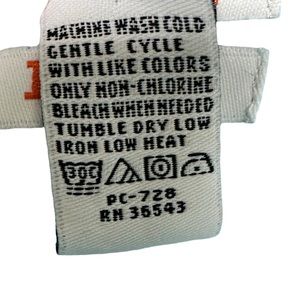 MACHINE WASH COLD
GENTLE CYCLE
WITH LIKE COLORS
ONLY NON-CHLORINE
BLEACH WHEN NEEDED
TUMBLE DRY LOW
IRON LOW HEAT
30C
PC-728
RN 36543